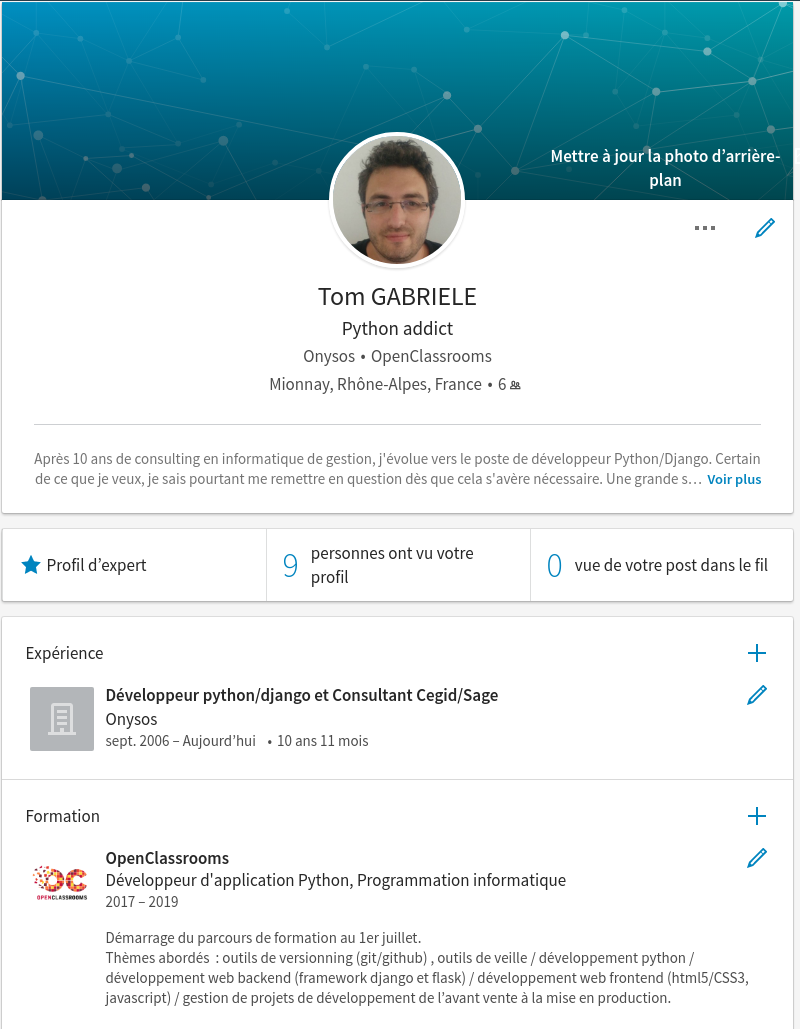 Mettre à jour la photo d’arrière-
plan
Tom GABRIELE
Python addict
Onysos • OpenClassrooms
Mionnay, Rhône-Alpes, France • 6
Après 10 ans de consulting en informatique de gestion, j'évolue vers le poste de développeur Python/Django. Certain
de ce que je veux, je sais pourtant me remettre en question dès que cela s'avère nécessaire. Une grande s… Voir plus
Profil d’expert
9 personnes ont vu votre
profil
0 vue de votre post dans le fil
Expérience
Développeur python/django et Consultant Cegid/Sage
Onysos
sept. 2006 – Aujourd’hui • 10 ans 11 mois
Formation
OpenClassrooms
OC
OPENCLASSROOMS
Développeur d'application Python, Programmation informatique
2017 – 2019
Démarrage du parcours de formation au 1er juillet.
Thèmes abordés : outils de versionning (git/github) , outils de veille / développement python /
développement web backend (framework django et flask) / développement web frontend (html5/CSS3,
javascript) / gestion de projets de développement de l’avant vente à la mise en production.